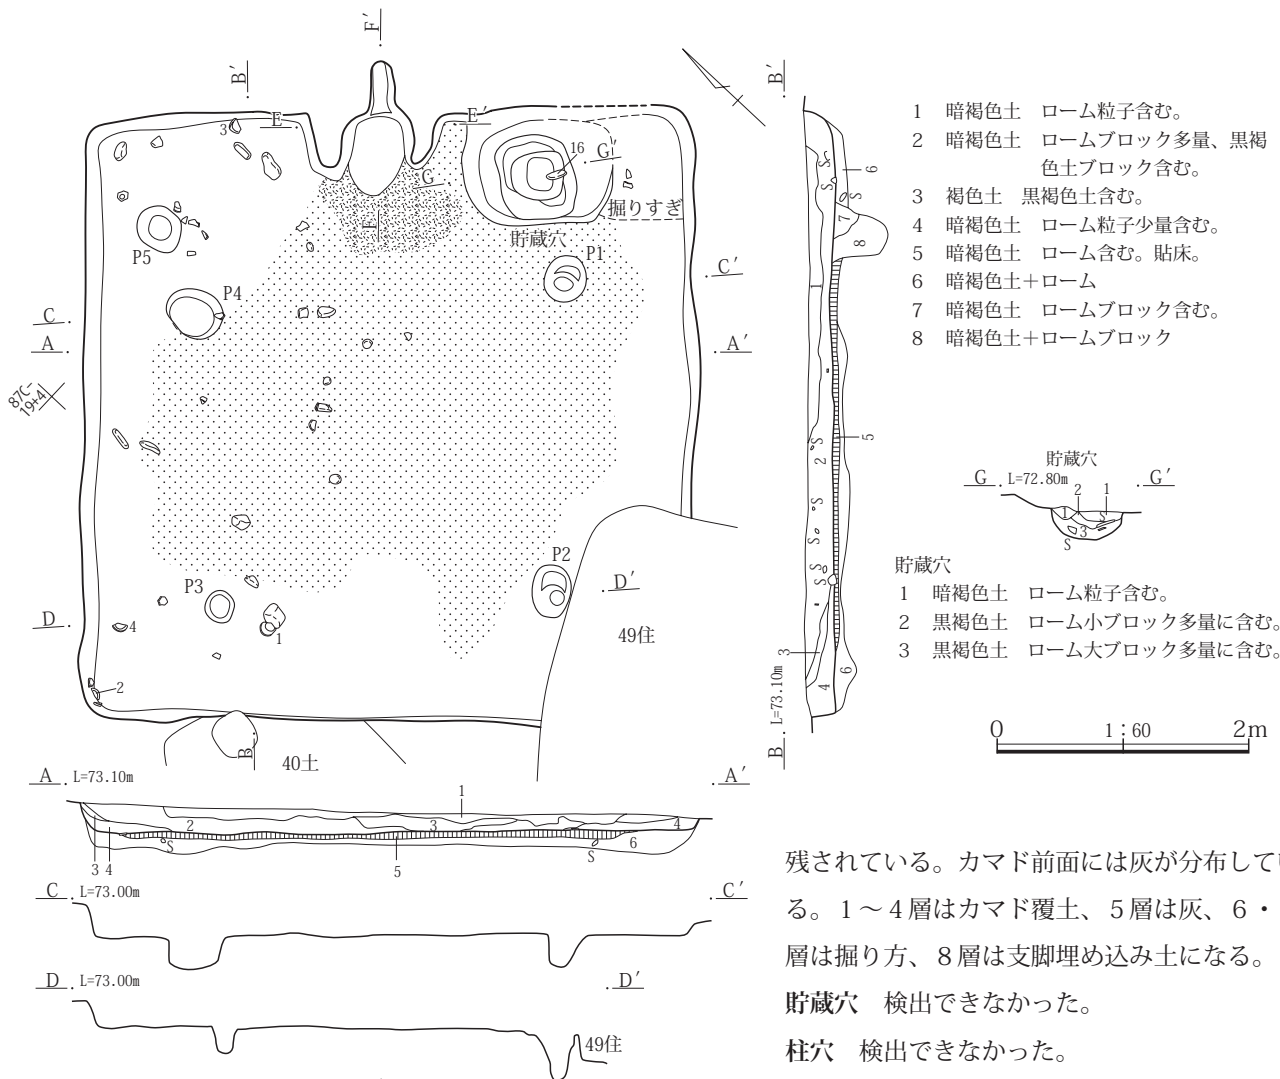 F′
B′
B′
E
E′
3
16
G′
G
掘りすぎ
貯蔵穴
E
P5
P1
P4
C
C′
A
A′
87C-
19+4
P2
P3
D
D′
49住
1
4
2
B
40土
1
6
S
S
S
7
8
1
S
5
2
S
S
S
S
3
4
6
B
L=73.10m
1　暗褐色土　ローム粒子含む。
2　暗褐色土　ロームブロック多量、黒褐
色土ブロック含む。
3　褐色土　黒褐色土含む。
4　暗褐色土　ローム粒子少量含む。
5　暗褐色土　ローム含む。貼床。
6　暗褐色土＋ローム
7　暗褐色土　ロームブロック含む。
8　暗褐色土＋ロームブロック
貯蔵穴
G　L=72.80m　2　1　G′
1　S
3
S
貯蔵穴
1　暗褐色土　ローム粒子含む。
2　黒褐色土　ローム小ブロック多量に含む。
3　黒褐色土　ローム大ブロック多量に含む。
0　1：60　2m
A　L=73.10m　A′
1
2　3　4
S　S　6
3 4　5
C　L=73.00m　C′
D　L=73.00m　D′
49住
残されている。カマド前面には灰が分布してい
る。１～４層はカマド覆土、５層は灰、６・
層は掘り方、８層は支脚埋め込み土になる。
貯蔵穴　検出できなかった。
柱穴　検出できなかった。